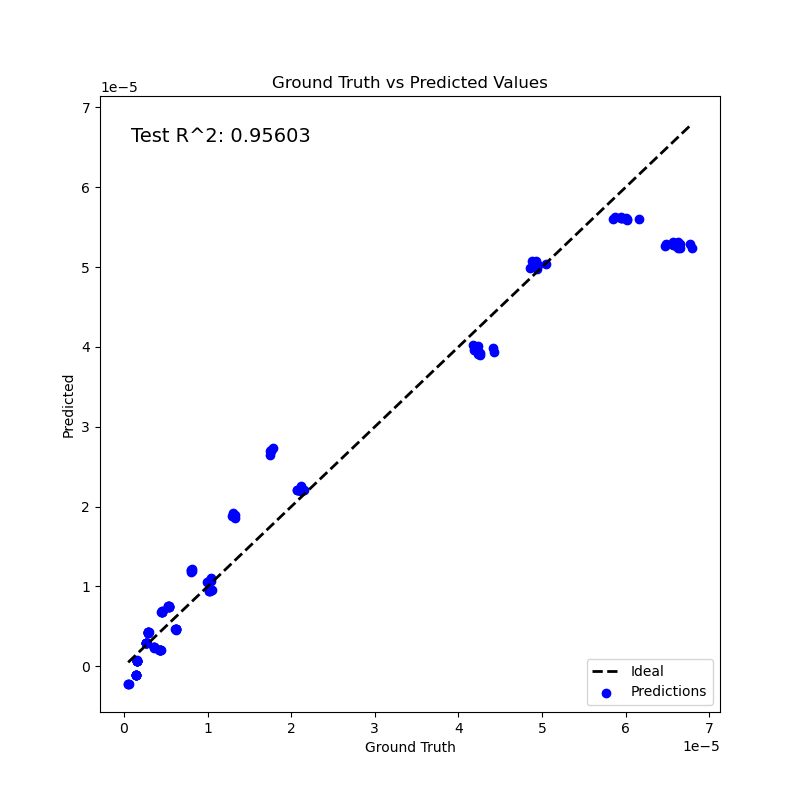 Ground Truth vs Predicted Values
1e−5
Test R^2: 0.95603
7
6
5
4
3
2
1
0
Predicted
Ideal
Predictions
0 1 2 3 4 5 6 7
1e−5
Ground Truth